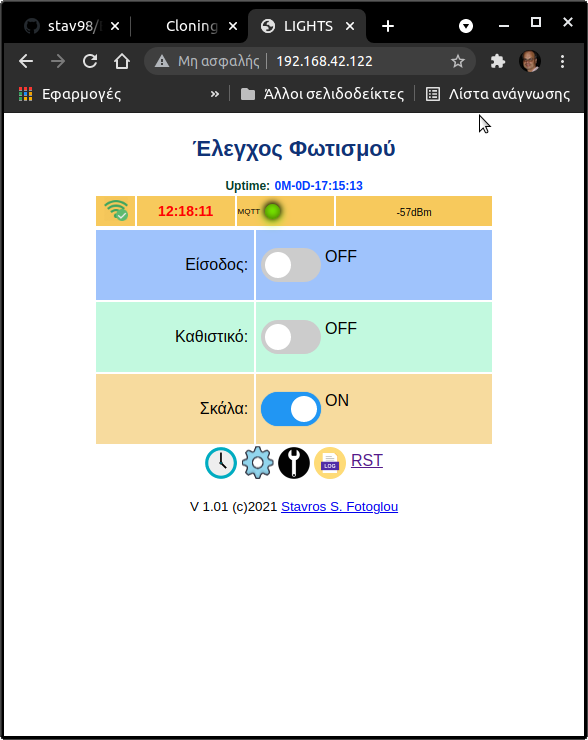 stav98/
Cloning
LIGHTS
Μη ασφαλής
192.168.42.122
Εφαρμογές
»
Άλλοι σελιδοδείκτες
Λίστα ανάγνωσης
Έλεγχος Φωτισμού
Uptime: 0M-0D-17:15:13
12:18:11
MQTT
-57dBm
Είσοδος:
OFF
Καθιστικό:
OFF
Σκάλα:
ON
LOG
RST
V 1.01 (c)2021 Stavros S. Fotoglou